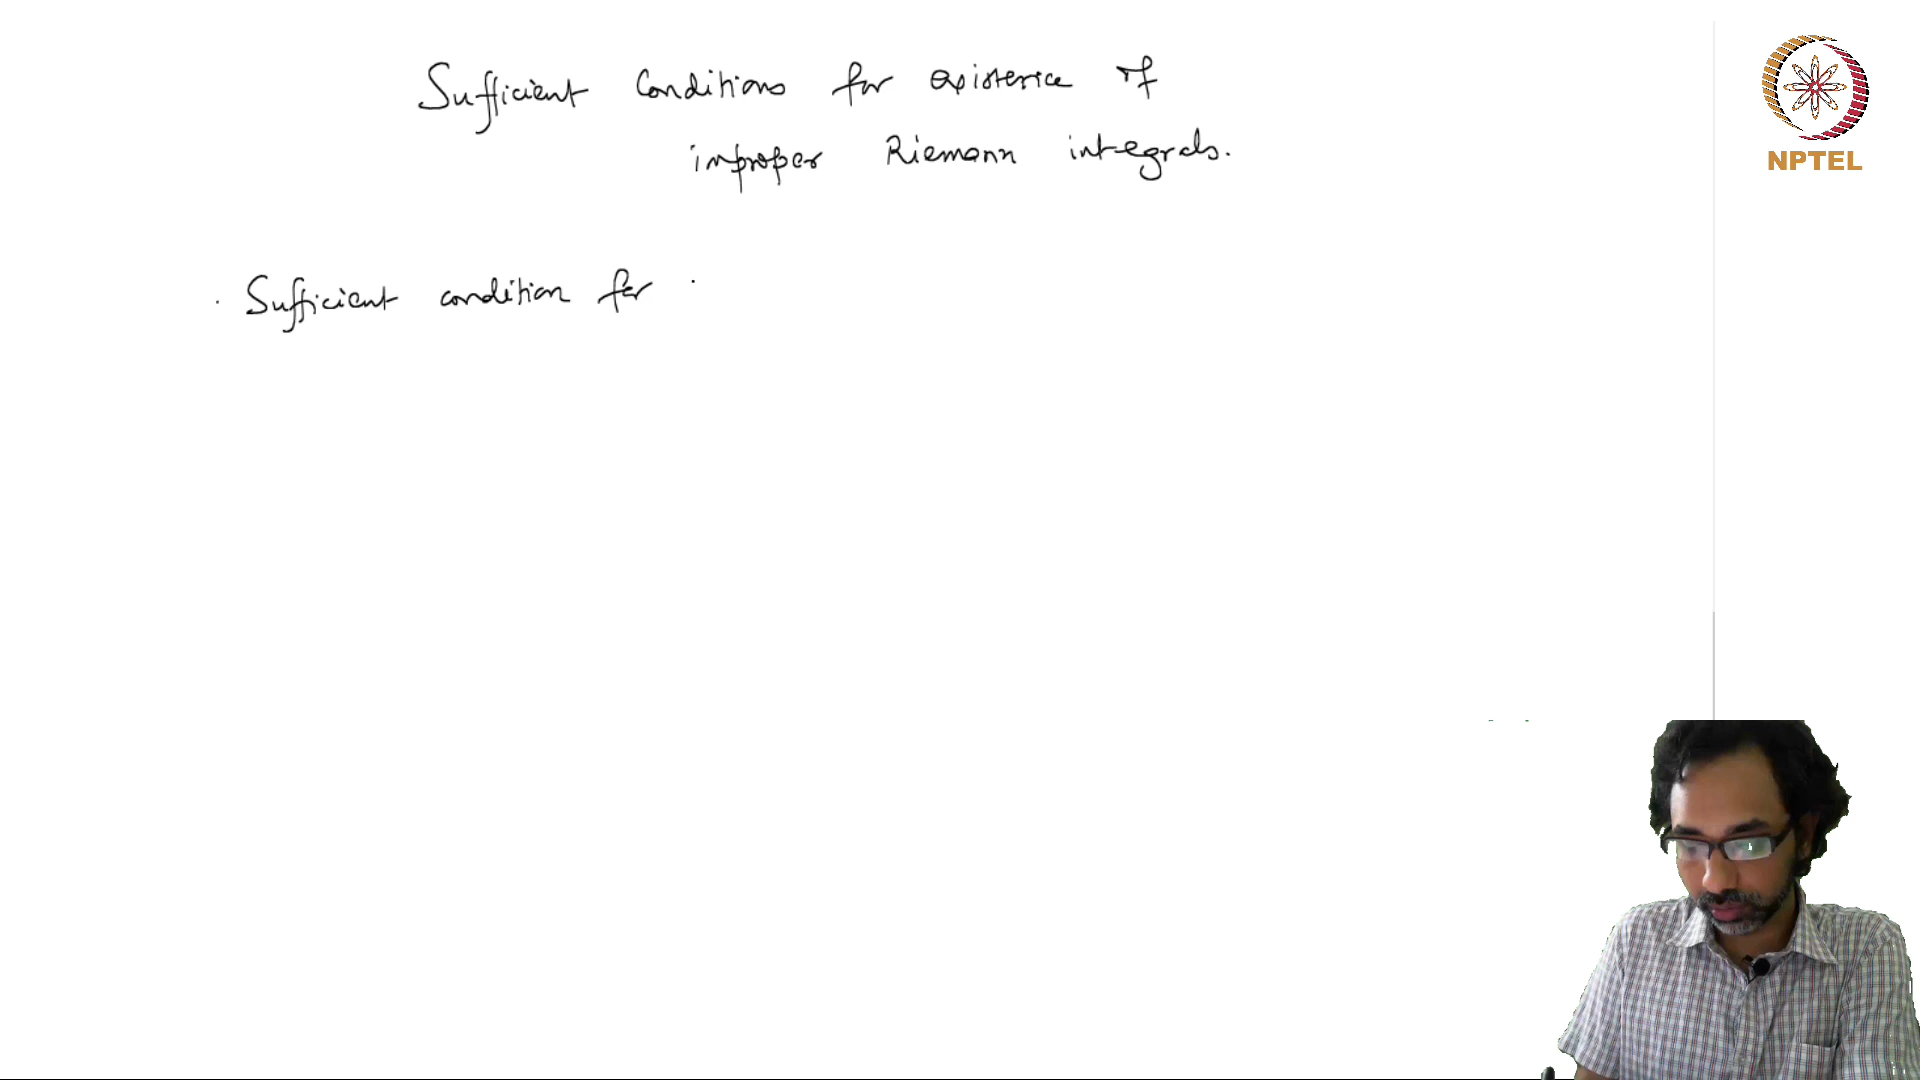 Sufficient Conditions for existence of
improper Riemann integrals.
NPTEL
. Sufficient condition for